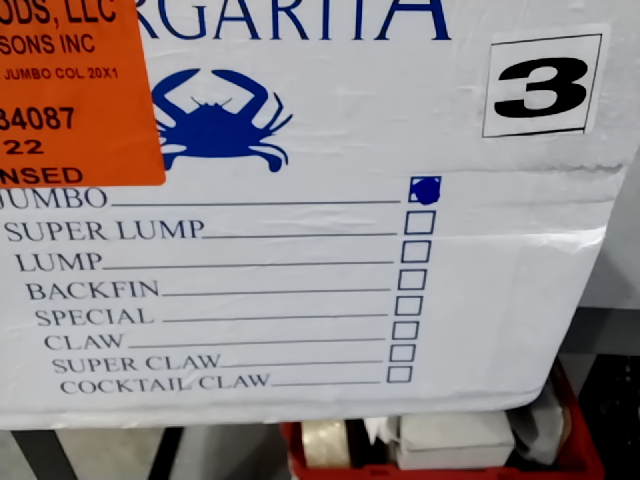 ODS, LLC
SONS INC
JUMBO COL 20X1
34087
22
NSED
RGARITA
3
JUMBO
SUPER LUMP
LUMP
BACKFIN
SPECIAL
CLAW
SUPER CLAW
COCKTAIL CLAW